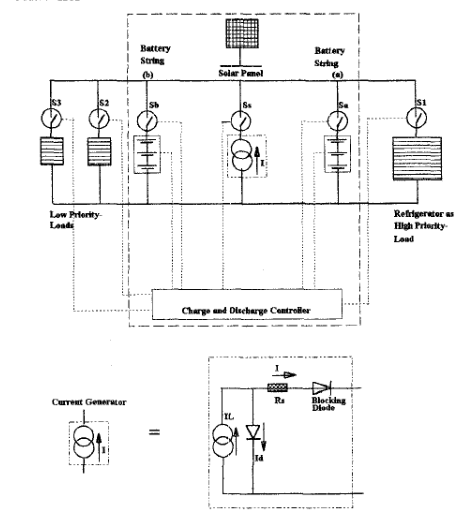 Battery
String
(b)
Solar Panel
Battery
String
(a)
S3
S2
Sb
Ss
Sa
S1
I
Low Priority-
Loads
Refrigerator as
High Priority-
Load
Charge and Discharge Controller
Current Generator
I
=
I
IL
Id
Rs
Blocking
Diode